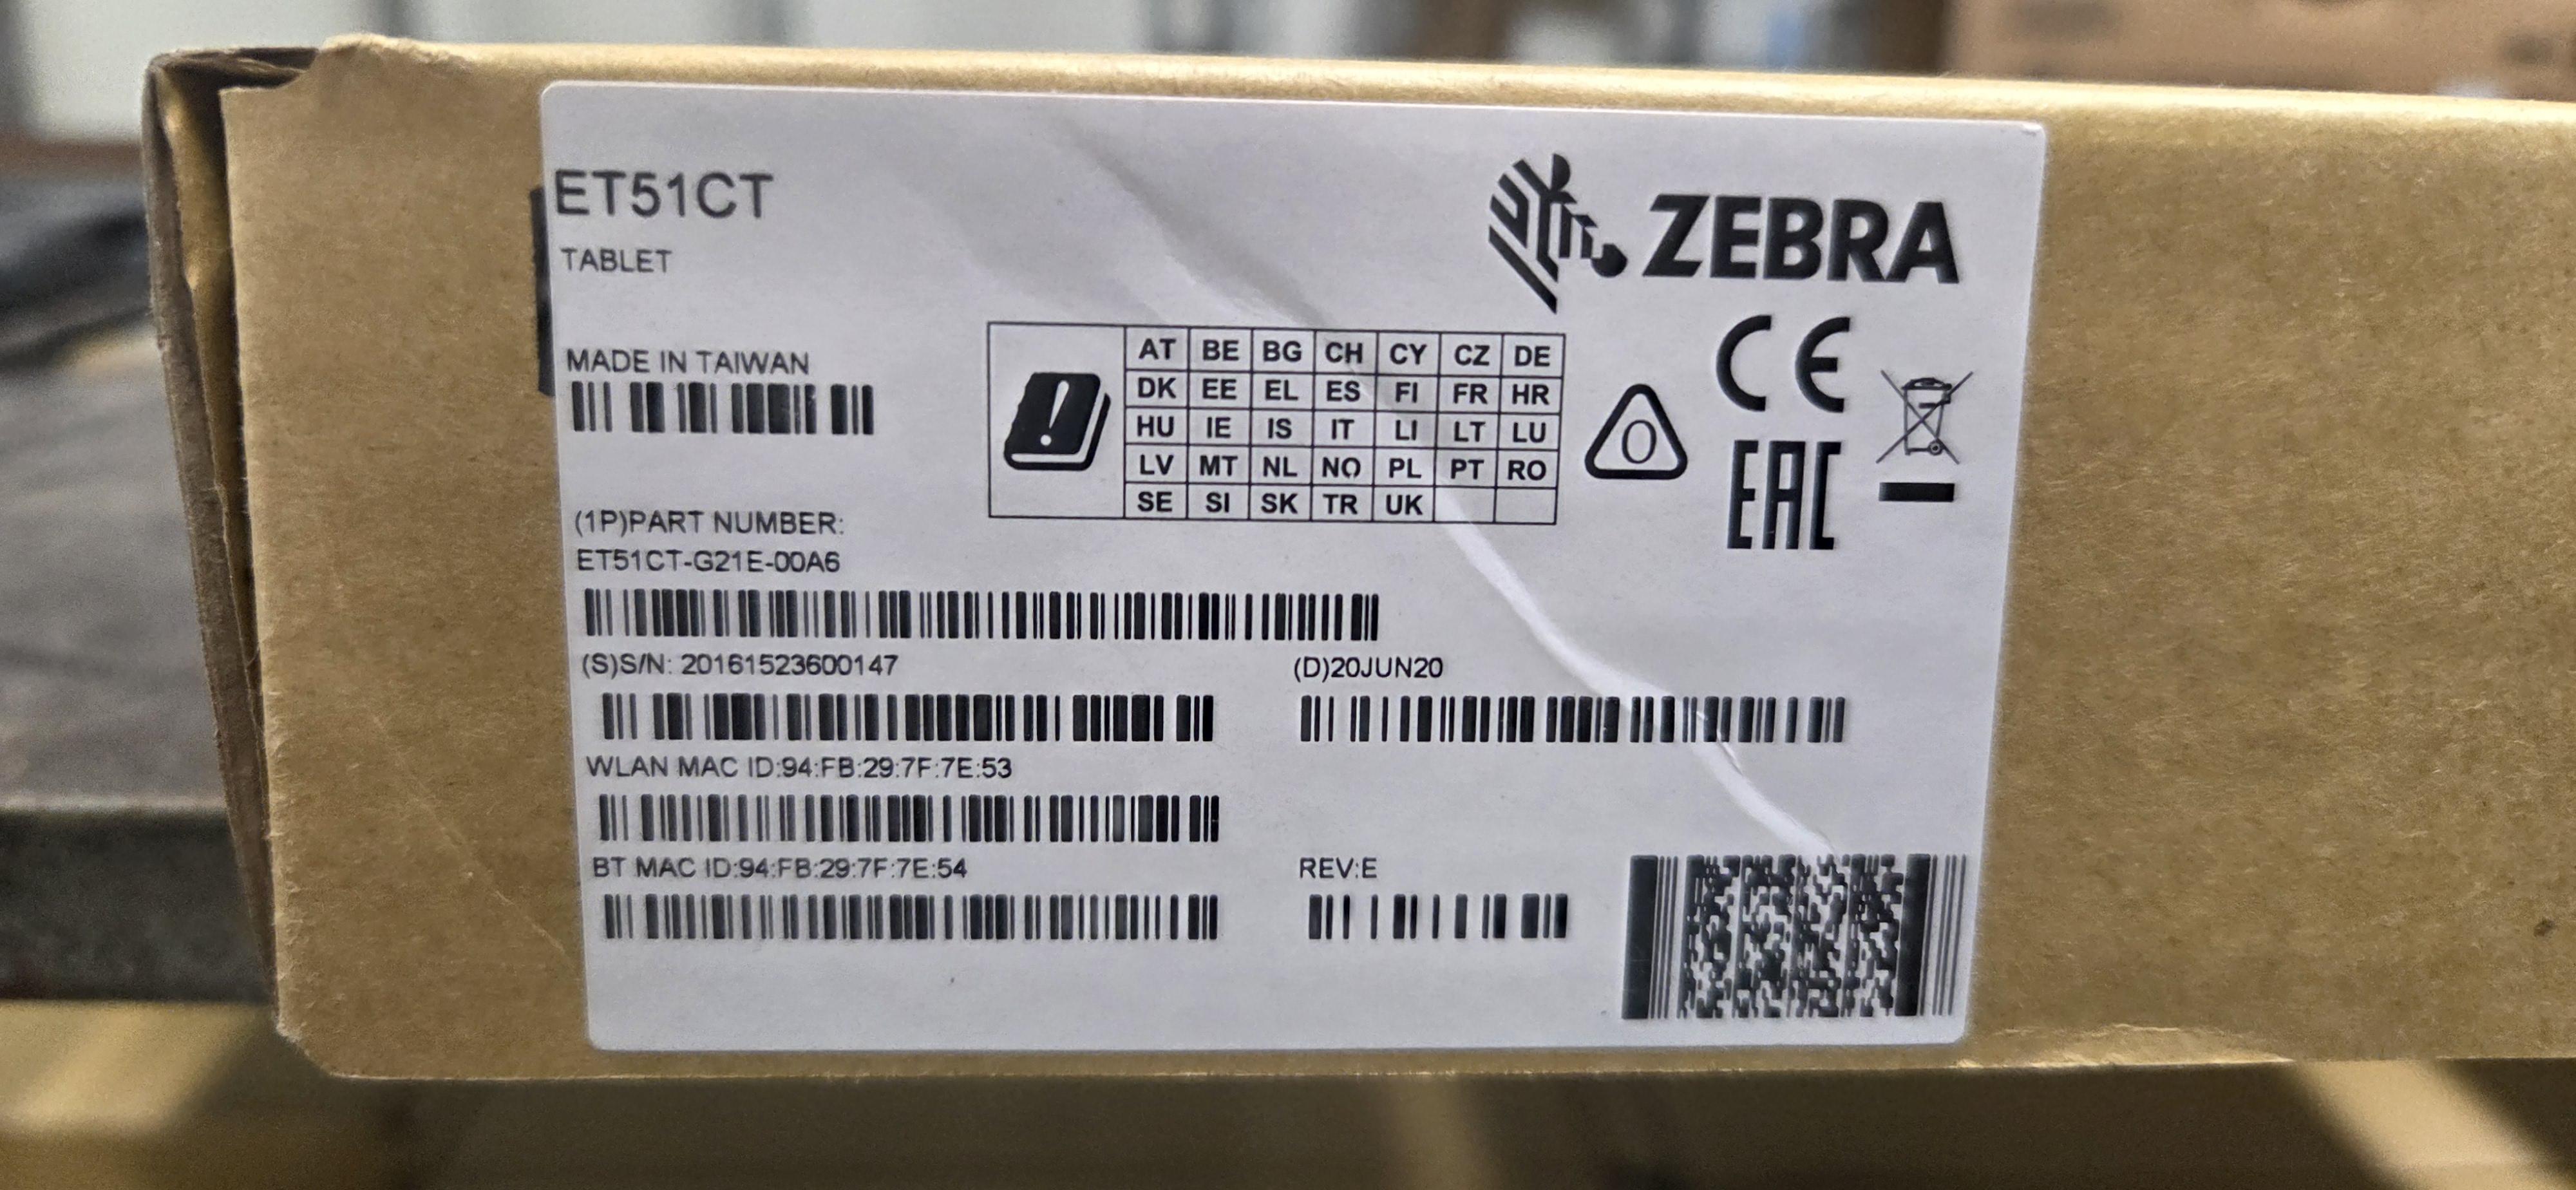 ET51CT
TABLET
ZEBRA
MADE IN TAIWAN
AT BE BG CH CY CZ DE
DK EE EL ES FI FR HR
HU IE IS IT LI LT LU
LV MT NL NO PL PT RO
SE SI SK TR UK
0
CE
EAC
(1P)PART NUMBER:
ET51CT-G21E-00A6
(S)S/N: 20161523600147
(D)20JUN20
WLAN MAC ID:94:FB:29:7F:7E:53
BT MAC ID:94:FB:29:7F:7E:54
REV:E